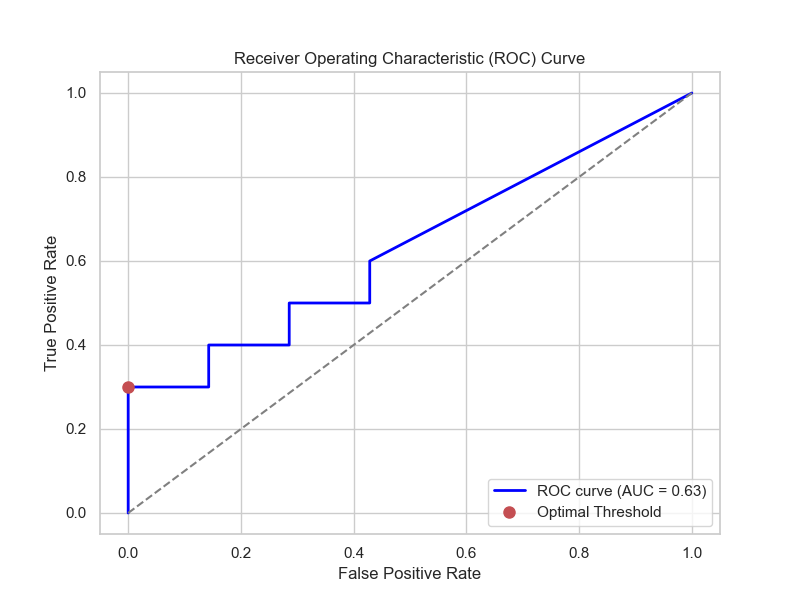 Receiver Operating Characteristic (ROC) Curve
True Positive Rate
1.0
0.8
0.6
0.4
0.2
0.0
ROC curve (AUC = 0.63)
Optimal Threshold
0.0 0.2 0.4 0.6 0.8 1.0
False Positive Rate